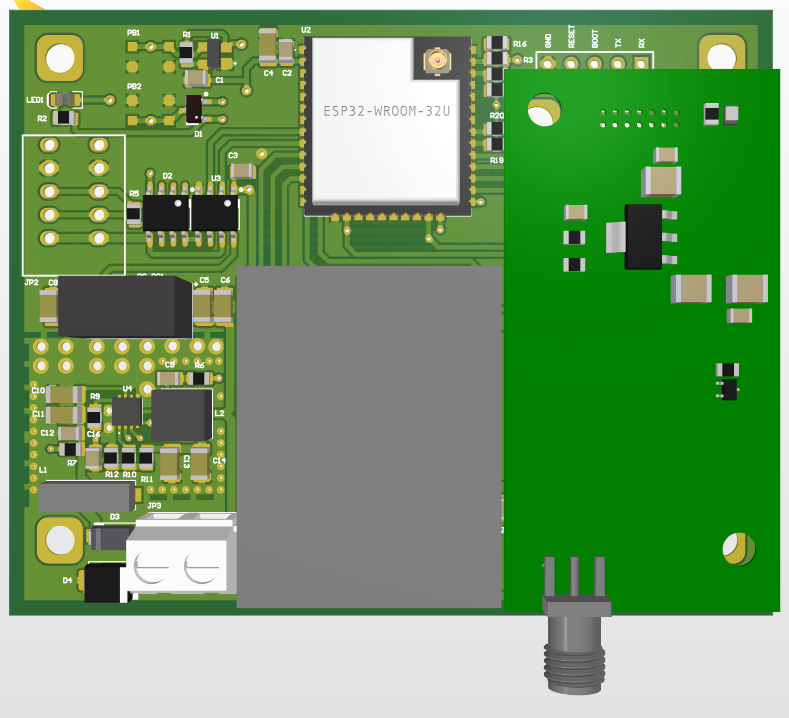 PB1
R1
U1
U2
C4
C2
C1
GND
RESET
BOOT
TX
RX
R16
R3
PB2
LED1
R2
D1
ESP32-WROOM-32U
R20
R19
D2
U3
C3
R5
JP2
C8
C5
C6
C9
R6
C10
R9
U4
C11
L2
C12
C16
R7
R12
R10
R11
C13
C14
L1
JP3
D3
D4